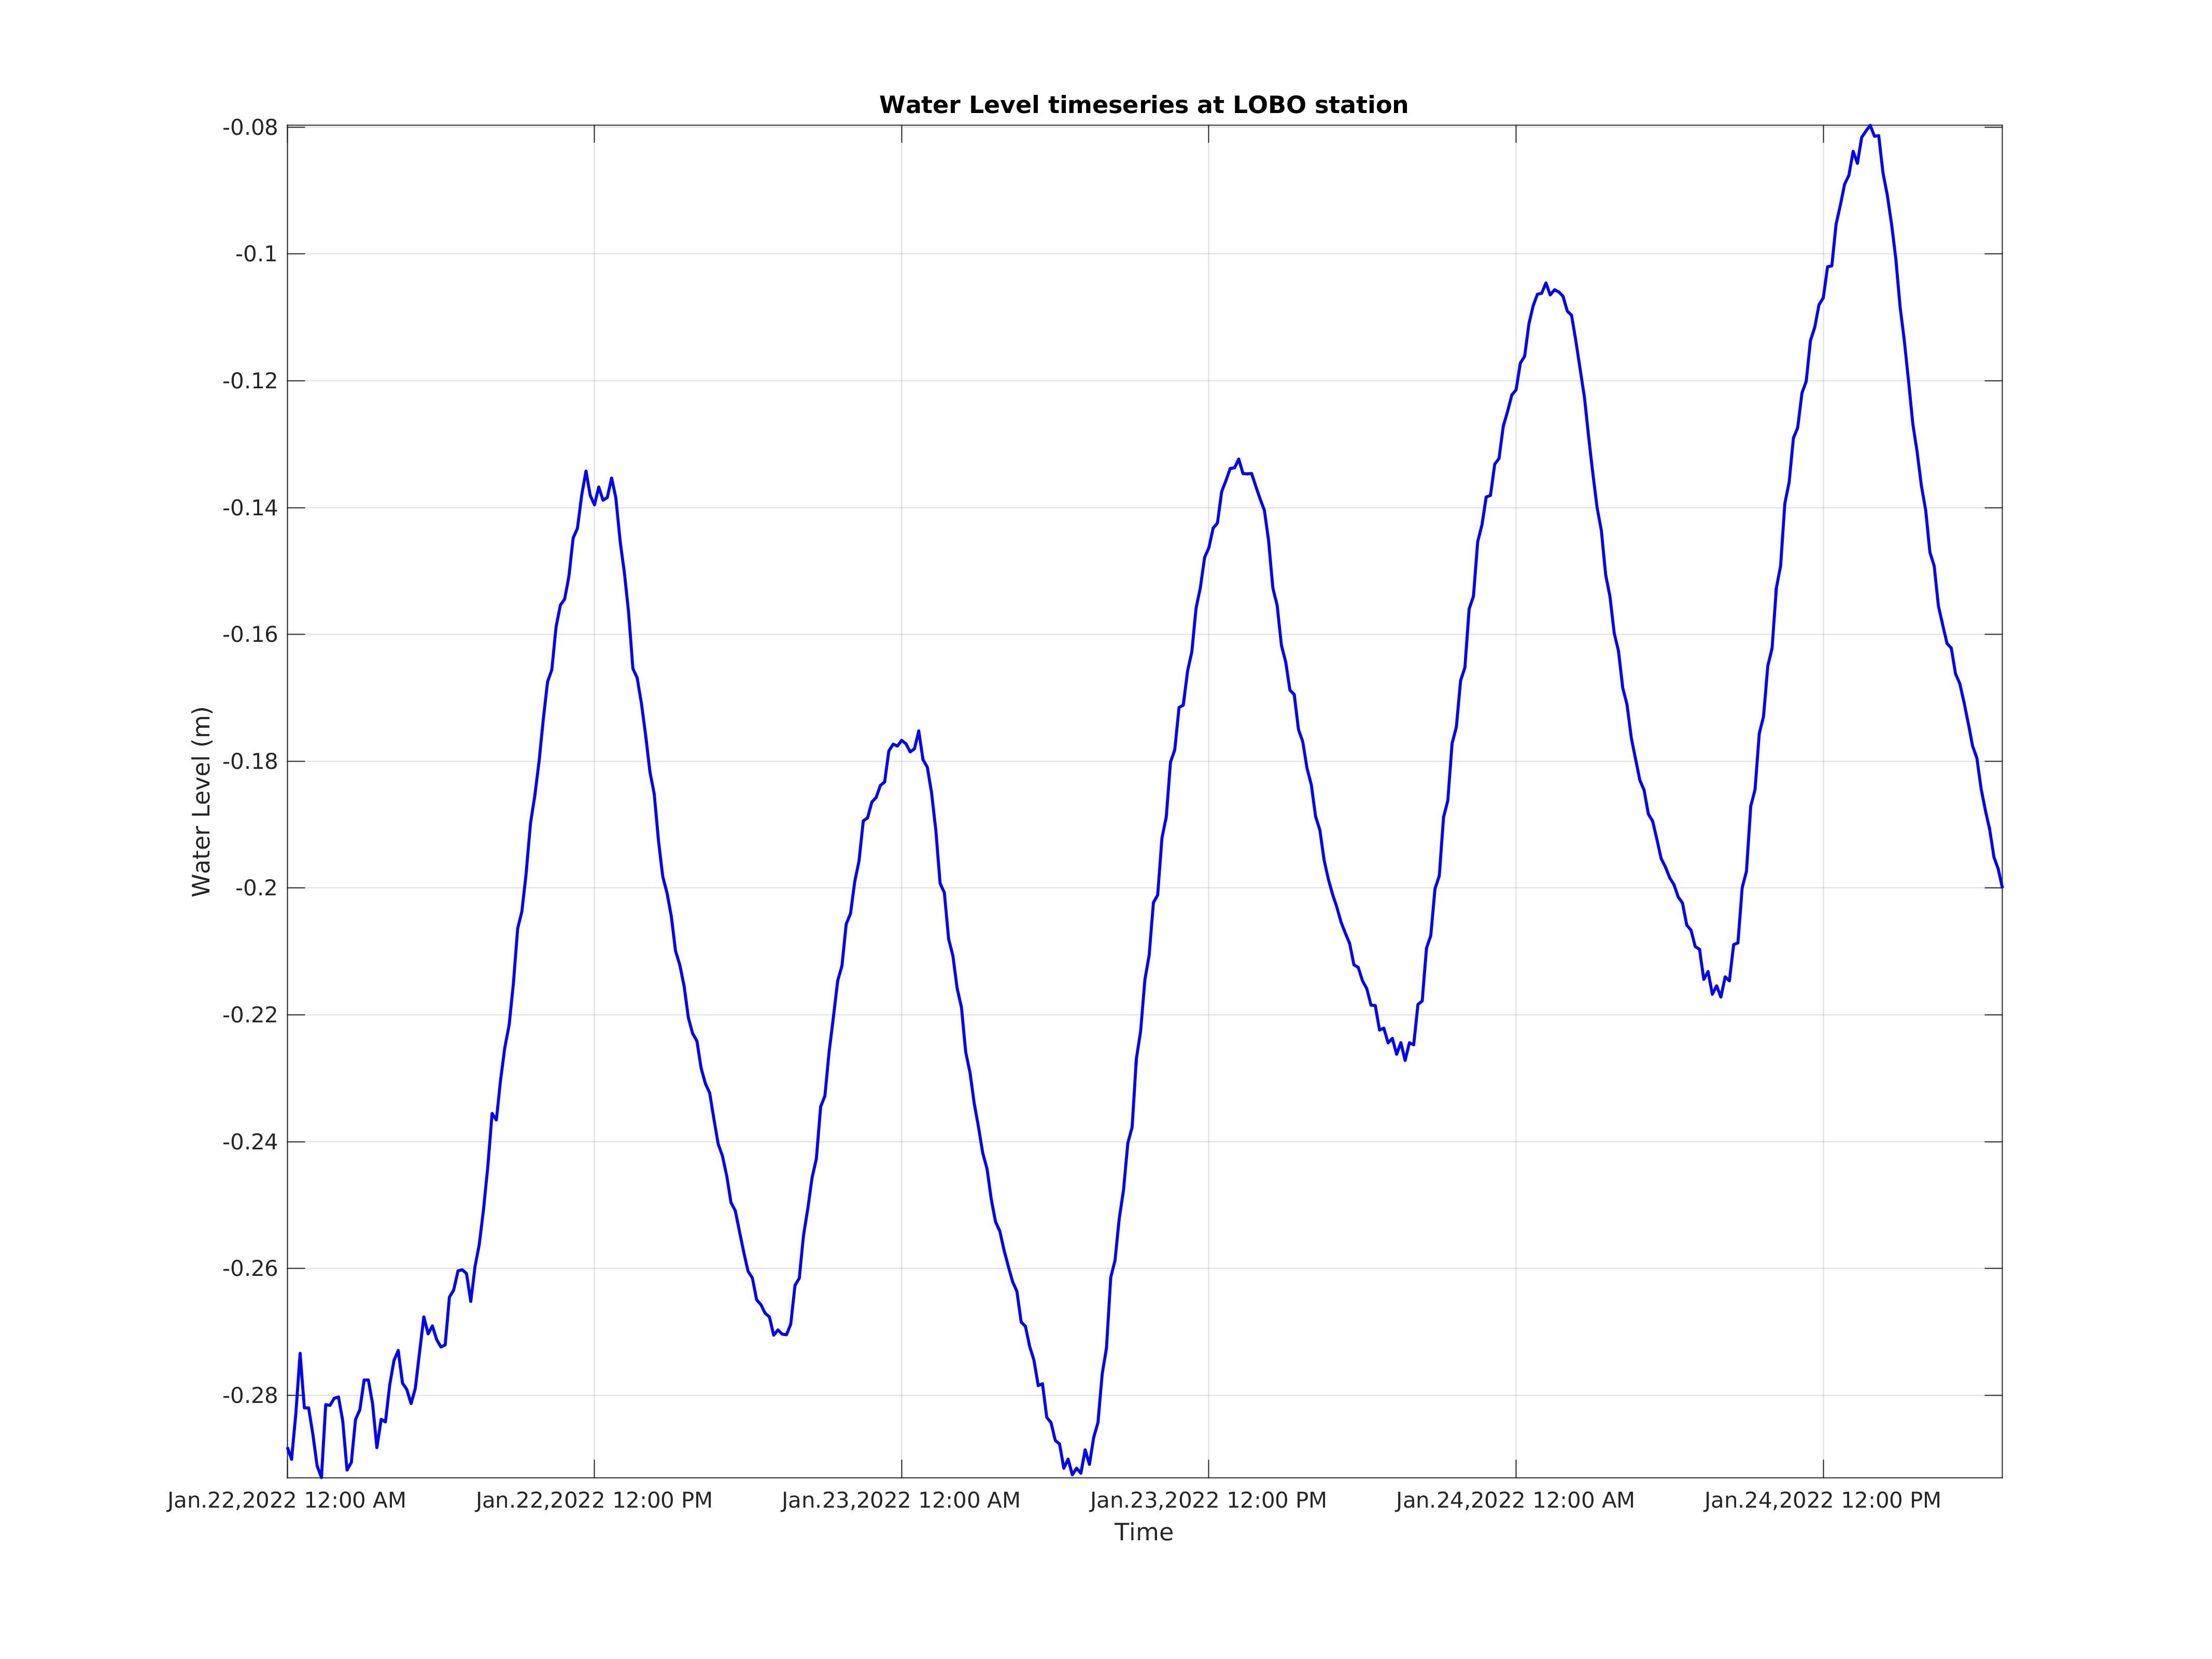 Water Level timeseries at LOBO station
-0.08
-0.1
-0.12
-0.14
-0.16
-0.18
-0.2
-0.22
-0.24
-0.26
-0.28
Water Level (m)
Jan.22,2022 12:00 AM
Jan.22,2022 12:00 PM
Jan.23,2022 12:00 AM
Jan.23,2022 12:00 PM
Jan.24,2022 12:00 AM
Jan.24,2022 12:00 PM
Time